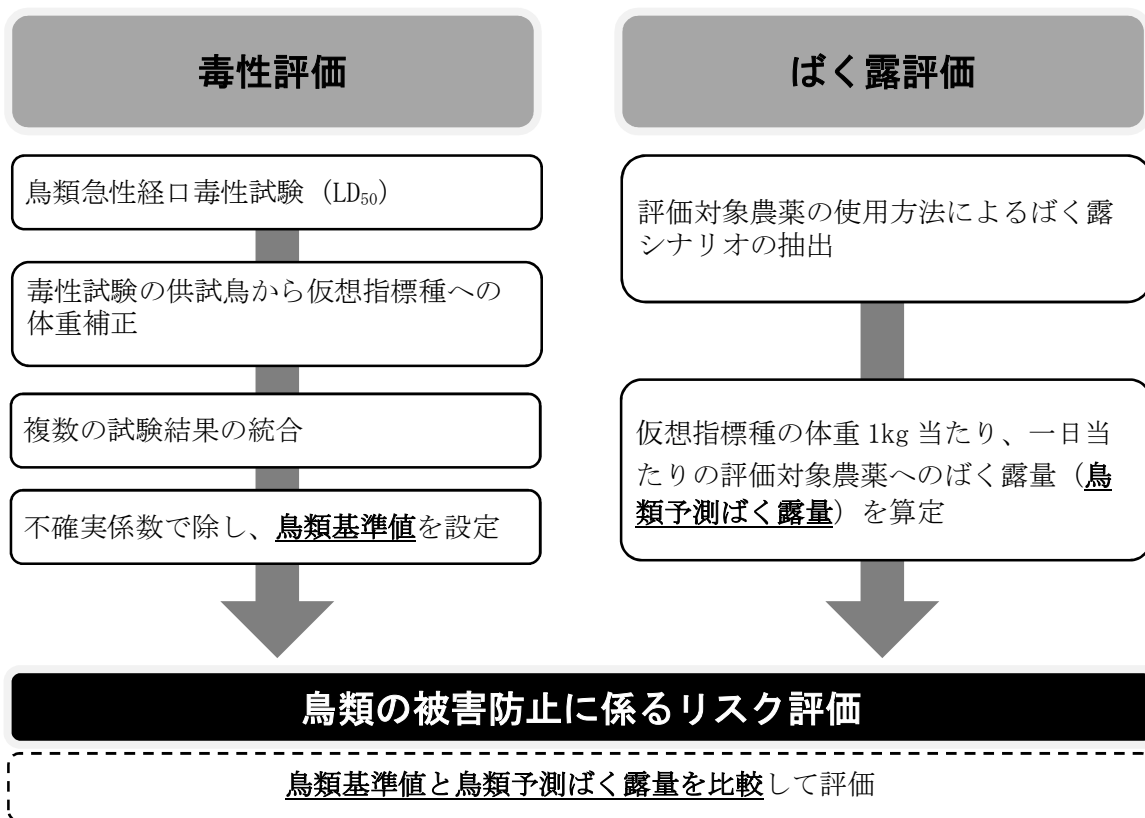 毒性評価
鳥類急性経口毒性試験（LD₅₀）
毒性試験の供試鳥から仮想指標種への
体重補正
複数の試験結果の統合
不確実係数で除し、鳥類基準値を設定
ばく露評価
評価対象農薬の使用方法によるばく露
シナリオの抽出
仮想指標種の体重 1kg 当たり、一日当
たりの評価対象農薬へのばく露量（鳥
類予測ばく露量）を算定
鳥類の被害防止に係るリスク評価
鳥類基準値と鳥類予測ばく露量を比較して評価